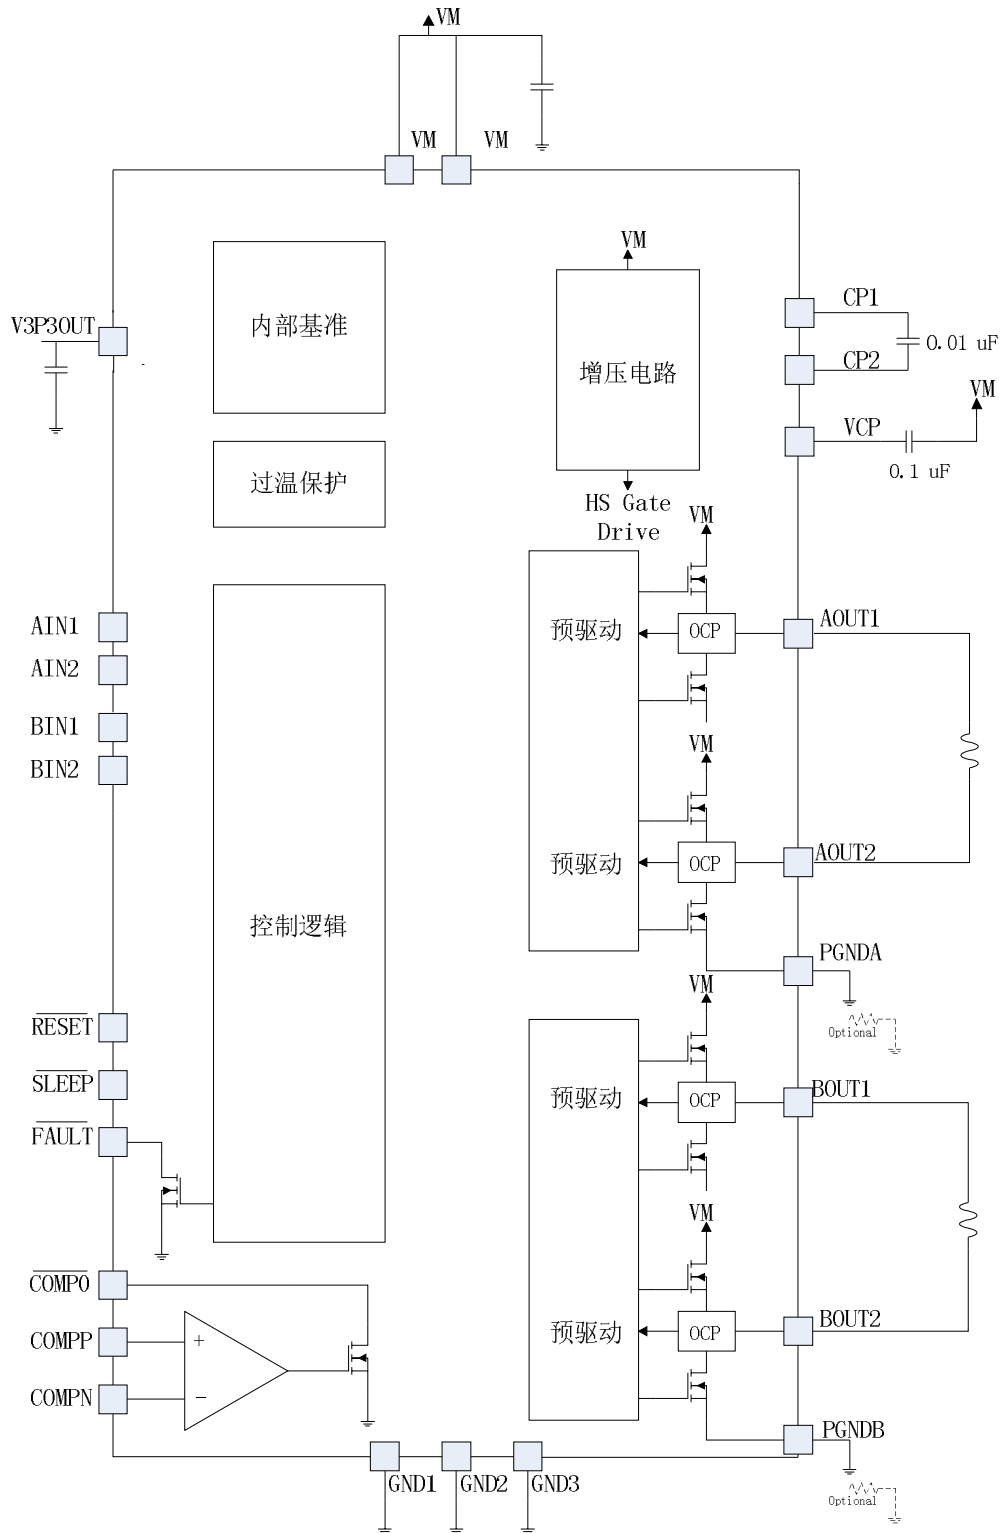 VM
VM
VM
VM
V3P3OUT
内部基准
增压电路
CP1
0.01 uF
CP2
VM
VCP
0.1 uF
过温保护
HS Gate
Drive
VM
AIN1
AIN2
BIN1
BIN2
预驱动
OCP
AOUT1
VM
预驱动
OCP
AOUT2
控制逻辑
PGNDA
VM
Optional
RESET
SLEEP
FAULT
预驱动
OCP
BOUT1
VM
COMPO
COMPP
COMPN
+
−
预驱动
OCP
BOUT2
PGNDB
GND1
GND2
GND3
Optional